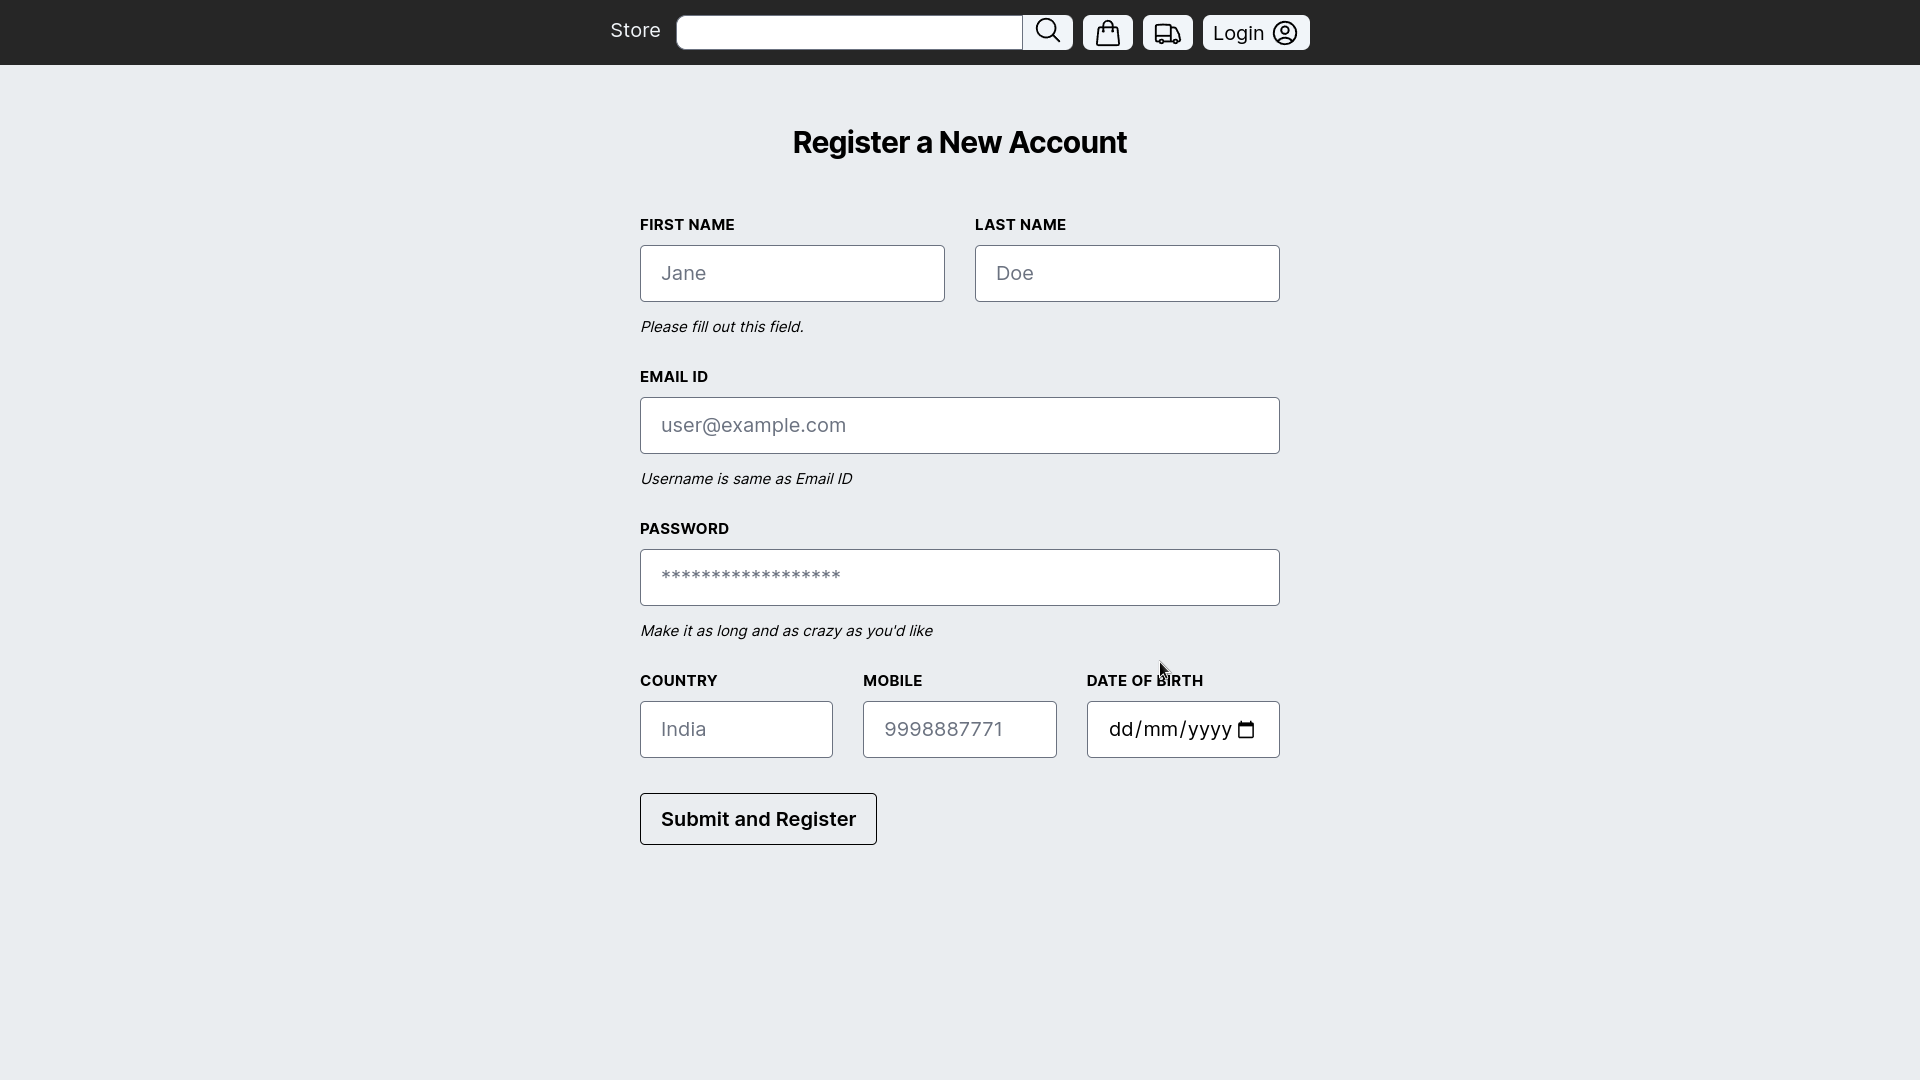 Store
Login
Register a New Account
FIRST NAME LAST NAME
Jane Doe
Please fill out this field.
EMAIL ID
user@example.com
Username is same as Email ID
PASSWORD
******************
Make it as long and as crazy as you'd like
COUNTRY MOBILE DATE OF BIRTH
India 9998887771 dd/mm/yyyy
Submit and Register